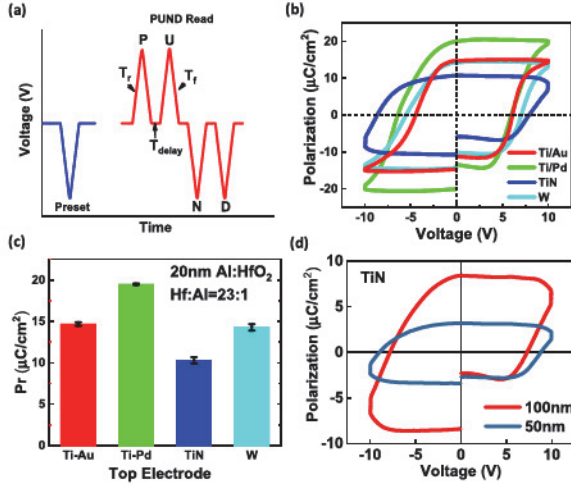 (a)
PUND Read
P U
Tr
Tf
Tdelay
Voltage (V)
Preset
N D
Time
(b)
Polarization (μC/cm²)
20
10
0
-10
-20
Ti/Au
Ti/Pd
TiN
W
-10 -5 0 5 10
Voltage (V)
(c)
20nm Al:HfO₂
Hf:Al=23:1
Pr (μC/cm²)
20
15
10
5
0
Ti-Au Ti-Pd TiN W
Top Electrode
(d)
TiN
Polarization (μC/cm²)
10
5
0
-5
-10
100nm
50nm
-10 -5 0 5 10
Voltage (V)